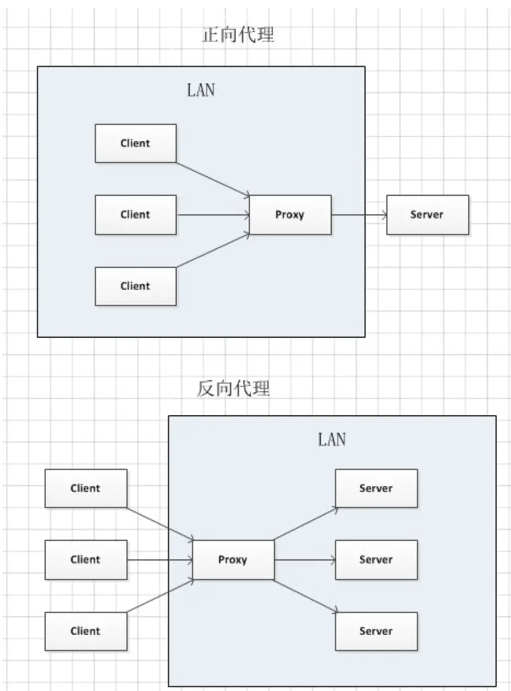 正向代理
LAN
Client
Client
Proxy
Server
Client
反向代理
LAN
Client
Server
Client
Proxy
Server
Client
Server